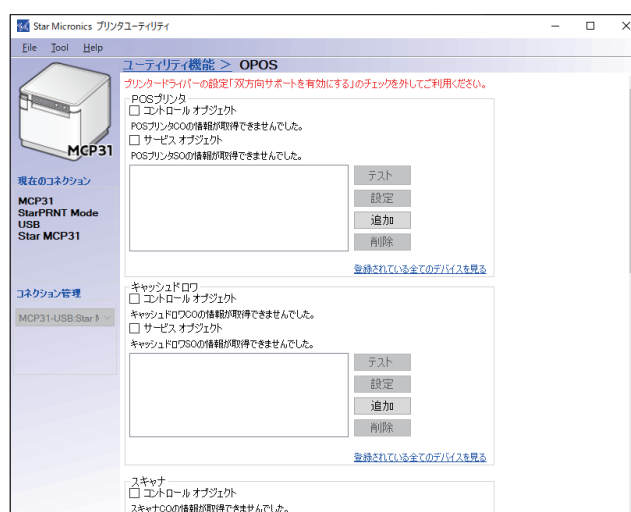 Star Micronics プリンタユーティリティ
File Tool Help
ユーティリティ機能 > OPOS
プリンタードライバーの設定「双方向サポートを有効にする」のチェックを外してご利用ください。
MCP31
現在のコネクション
MCP31
StarPRNT Mode
USB
Star MCP31
コネクション管理
MCP31-USB:Star M
POSプリンタ
コントロール オブジェクト
POSプリンタCOの情報が取得できませんでした。
サービス オブジェクト
POSプリンタSOの情報が取得できませんでした。
テスト
設定
追加
削除
登録されている全てのデバイスを見る
キャッシュドロワ
コントロール オブジェクト
キャッシュドロワCOの情報が取得できませんでした。
サービス オブジェクト
キャッシュドロワSOの情報が取得できませんでした。
テスト
設定
追加
削除
登録されている全てのデバイスを見る
スキャナ
コントロール オブジェクト
スキャナCOの情報が取得できませんでした。